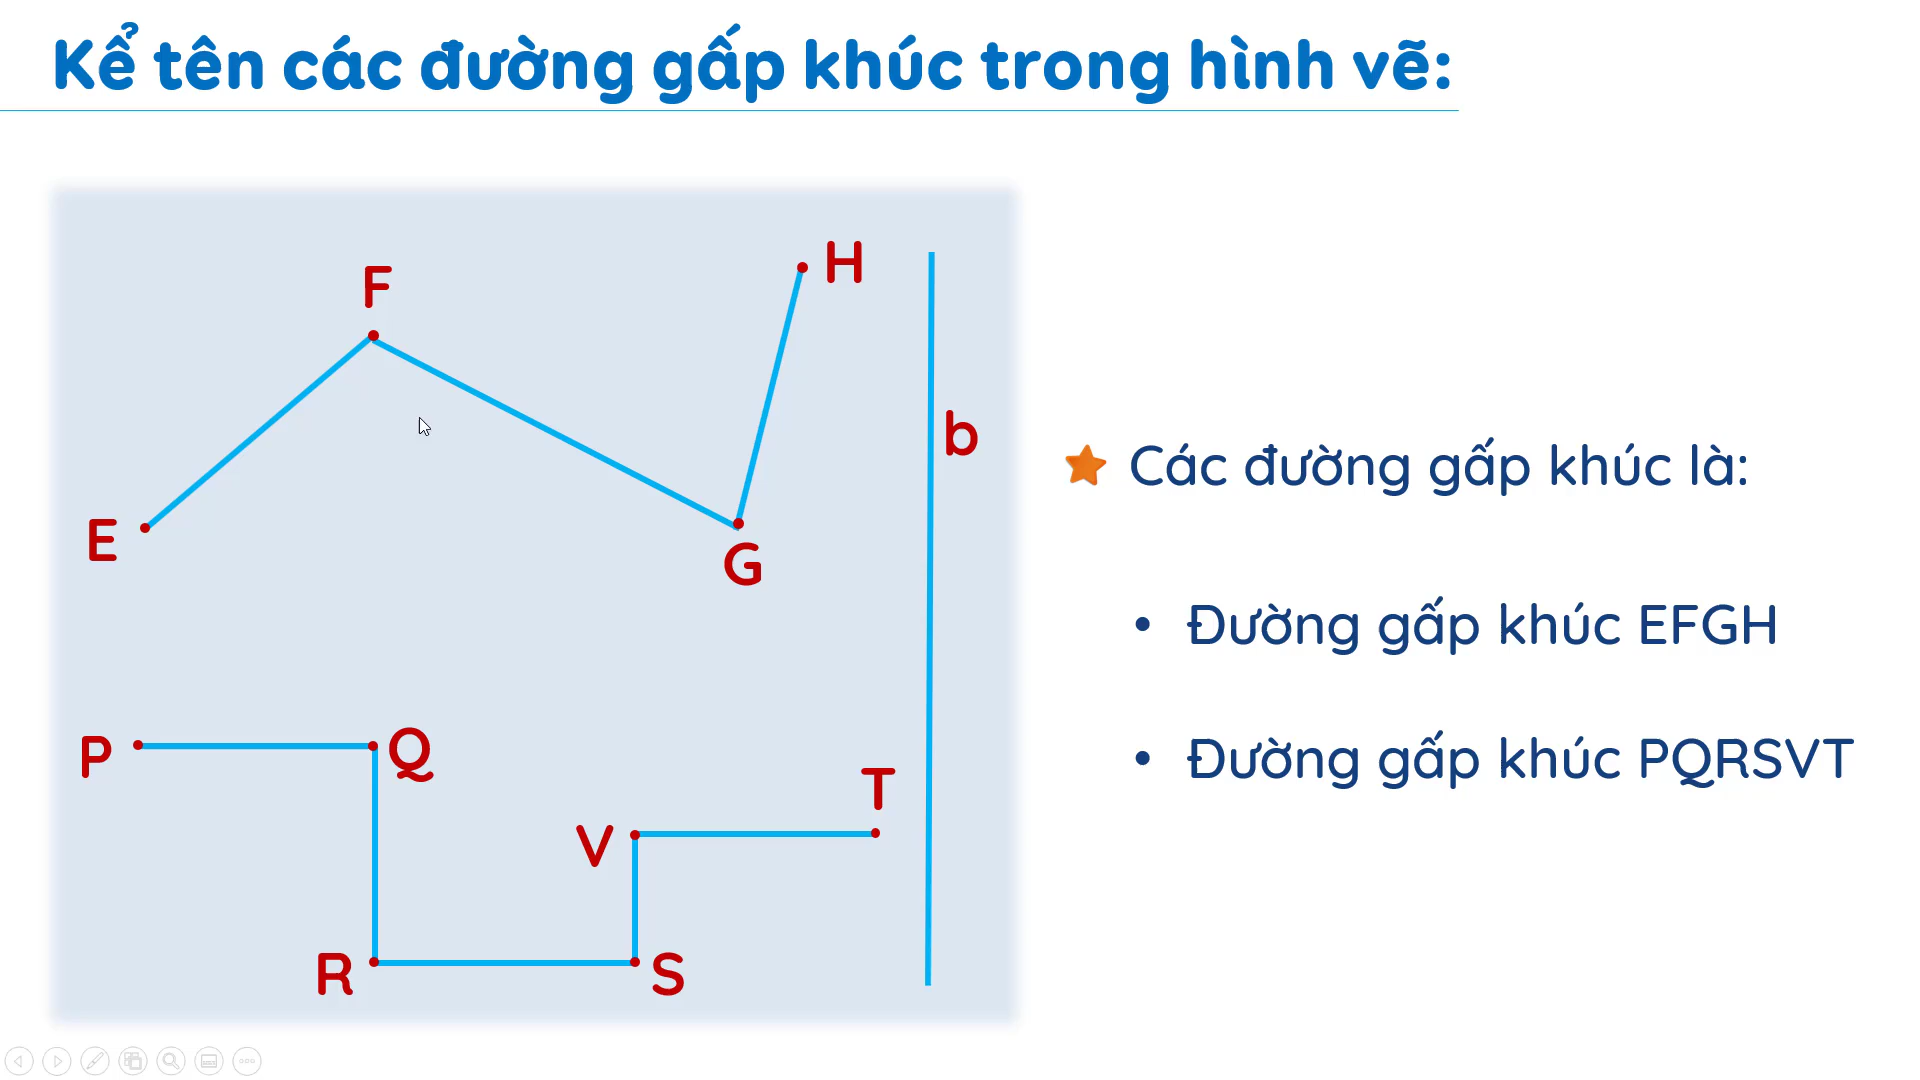 Kể tên các đường gấp khúc trong hình vẽ:
F
H
b
E
G
P
Q
T
V
R
S
Các đường gấp khúc là:
• Đường gấp khúc EFGH
• Đường gấp khúc PQRSVT